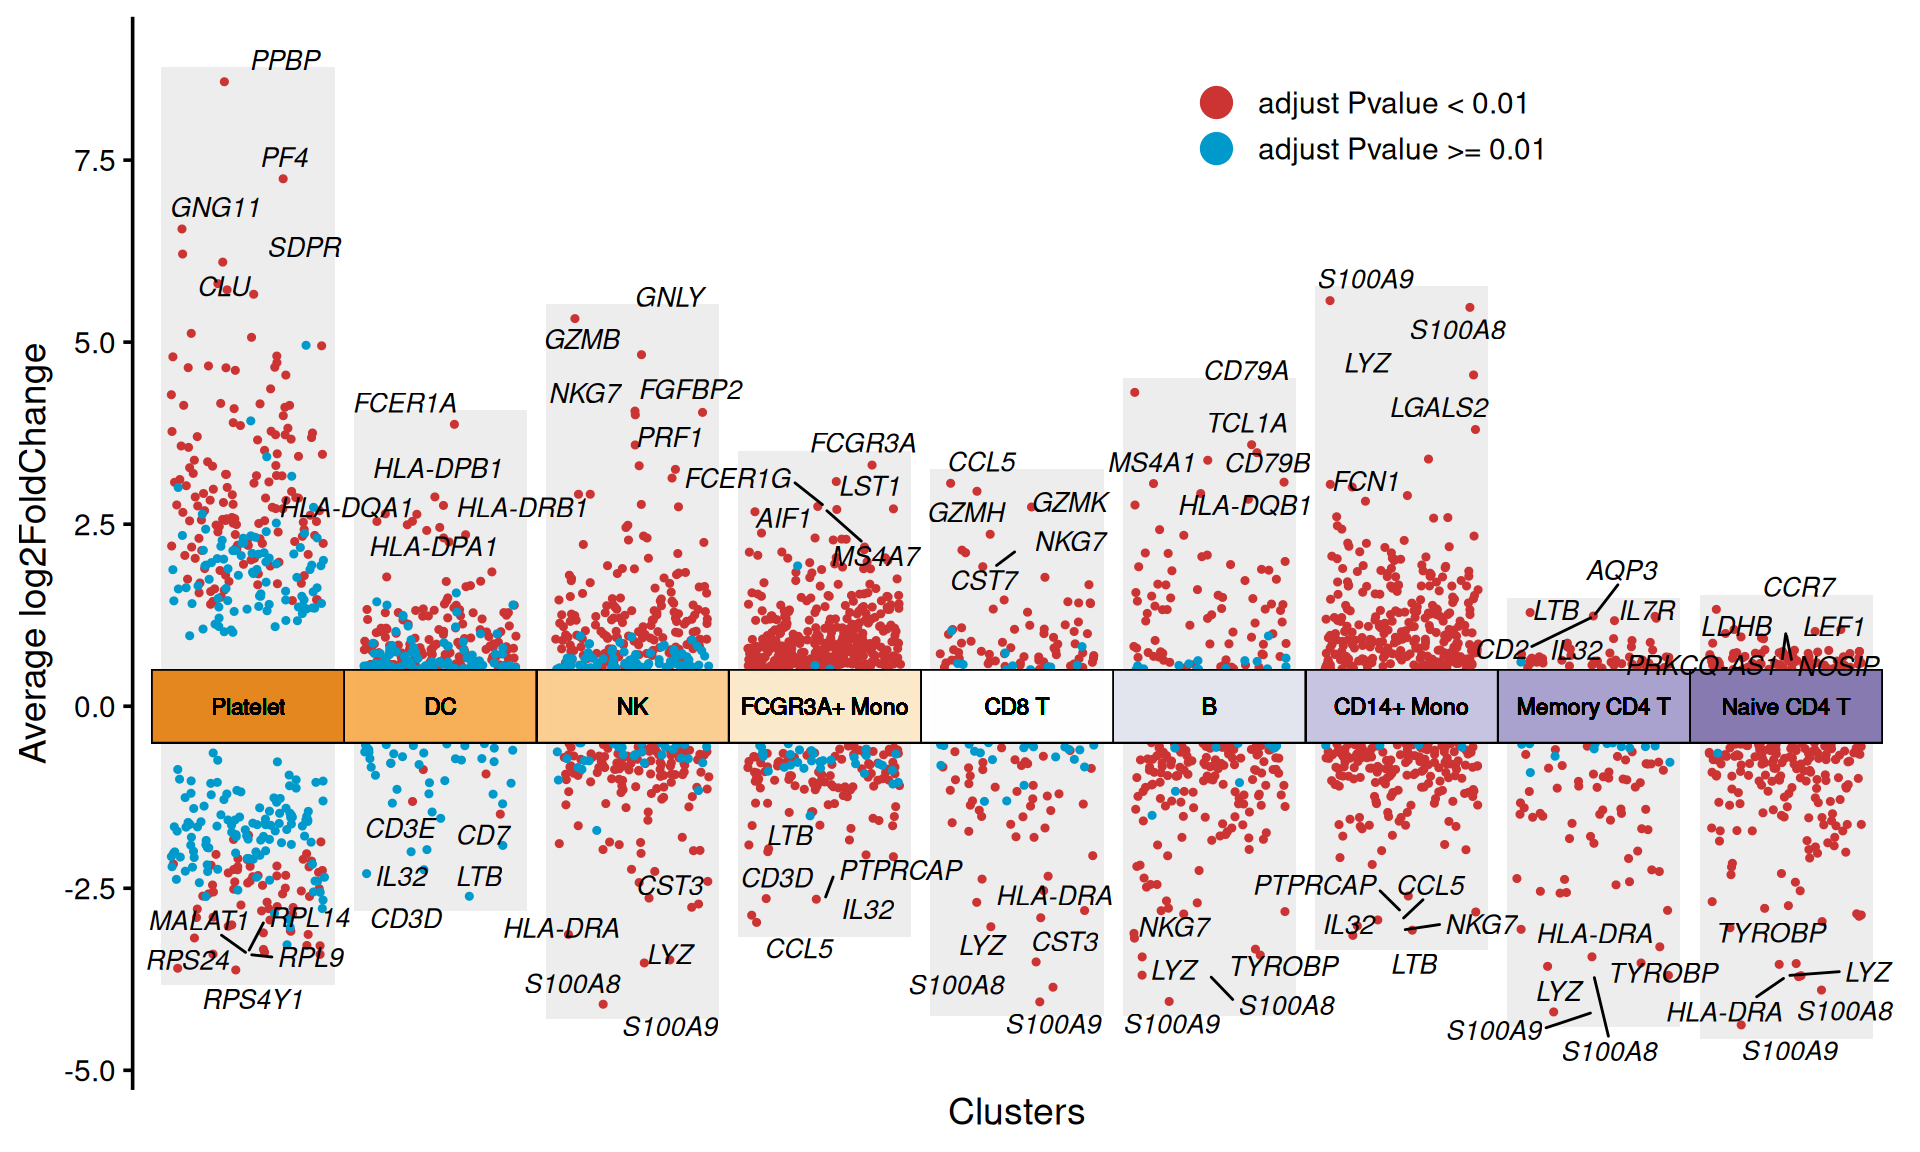 Average log2FoldChange
7.5
5.0
2.5
0.0
-2.5
-5.0
adjust Pvalue < 0.01
adjust Pvalue >= 0.01
PPBP
PF4
GNG11
SDPR
CLU
FCER1A
HLA-DPB1
HLA-DQA1
HLA-DRB1
HLA-DPA1
GNLY
GZMB
NKG7
FGFBP2
PRF1
FCGR3A
FCER1G
LST1
AIF1
MS4A7
CCL5
GZMH
GZMK
NKG7
CST7
CD79A
TCL1A
MS4A1
CD79B
HLA-DQB1
S100A9
S100A8
LYZ
LGALS2
FCN1
AQP3
LTB
IL7R
CD2
IL32
CCR7
LDHB
LEF1
PRKCQ-AS1
NOSIP
Platelet
DC
NK
FCGR3A+ Mono
CD8 T
B
CD14+ Mono
Memory CD4 T
Naive CD4 T
MALAT1
RPL14
RPS24
RPL9
RPS4Y1
CD3E
CD7
IL32
LTB
CD3D
CST3
HLA-DRA
LYZ
S100A8
S100A9
LTB
CD3D
PTPRCAP
IL32
CCL5
HLA-DRA
LYZ
CST3
S100A8
S100A9
NKG7
LYZ
TYROBP
S100A8
S100A9
PTPRCAP
CCL5
IL32
NKG7
LTB
HLA-DRA
TYROBP
LYZ
S100A9
S100A8
TYROBP
LYZ
HLA-DRA
S100A8
S100A9
Clusters